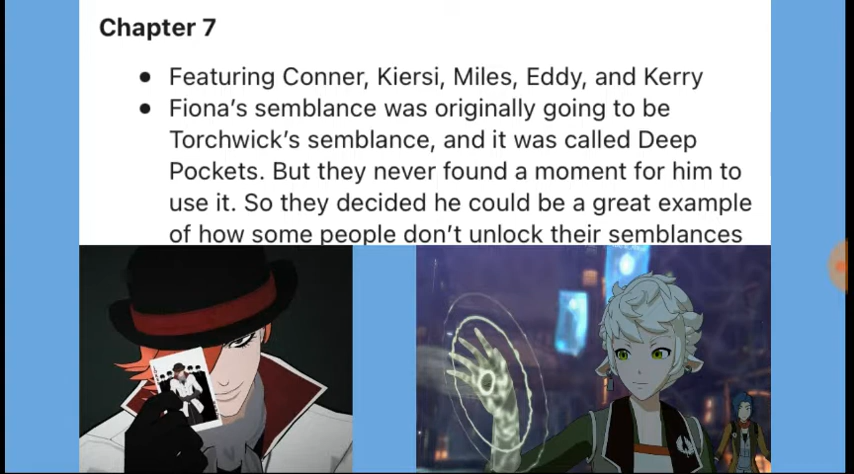 Chapter 7
• Featuring Conner, Kiersi, Miles, Eddy, and Kerry
• Fiona’s semblance was originally going to be
Torchwick’s semblance, and it was called Deep
Pockets. But they never found a moment for him to
use it. So they decided he could be a great example
of how some people don’t unlock their semblances